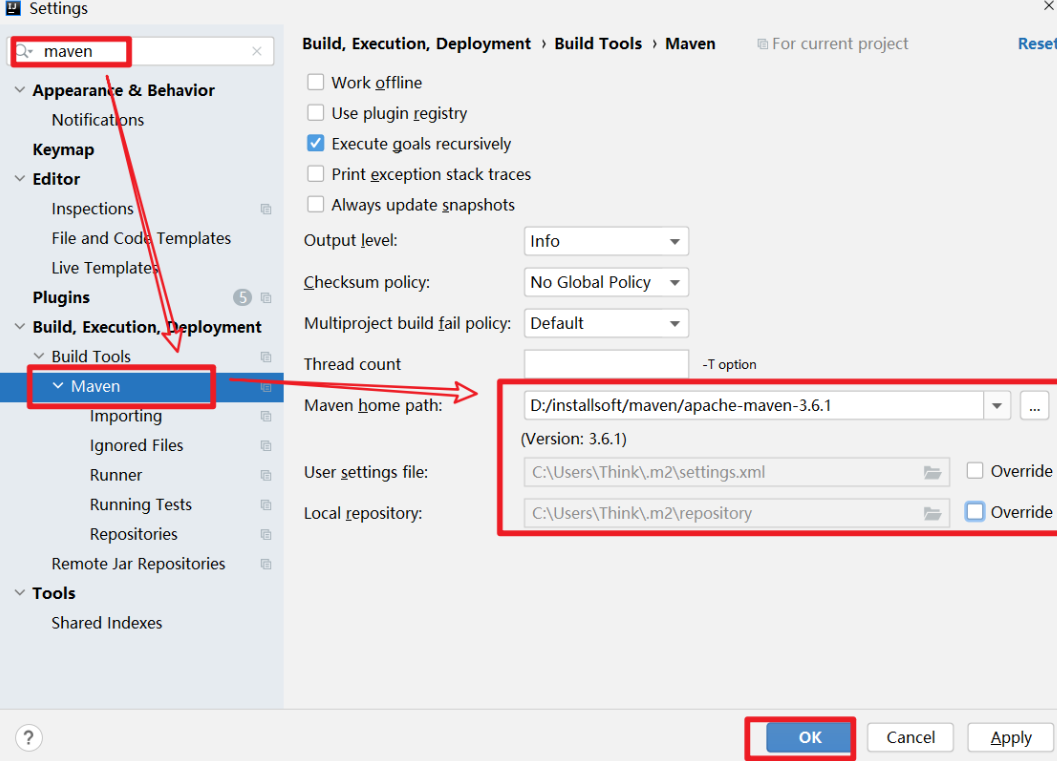 Settings
maven
Appearance & Behavior
Notifications
Keymap
Editor
Inspections
File and Code Templates
Live Templates
Plugins 5
Build, Execution, Deployment
Build Tools
Maven
Importing
Ignored Files
Runner
Running Tests
Repositories
Remote Jar Repositories
Tools
Shared Indexes
Build, Execution, Deployment › Build Tools › Maven For current project Reset
Work offline
Use plugin registry
Execute goals recursively
Print exception stack traces
Always update snapshots
Output level: Info
Checksum policy: No Global Policy
Multiproject build fail policy: Default
Thread count -T option
Maven home path: D:/installsoft/maven/apache-maven-3.6.1 ...
(Version: 3.6.1)
User settings file: C:\Users\Think\.m2\settings.xml Override
Local repository: C:\Users\Think\.m2\repository Override
? OK Cancel Apply